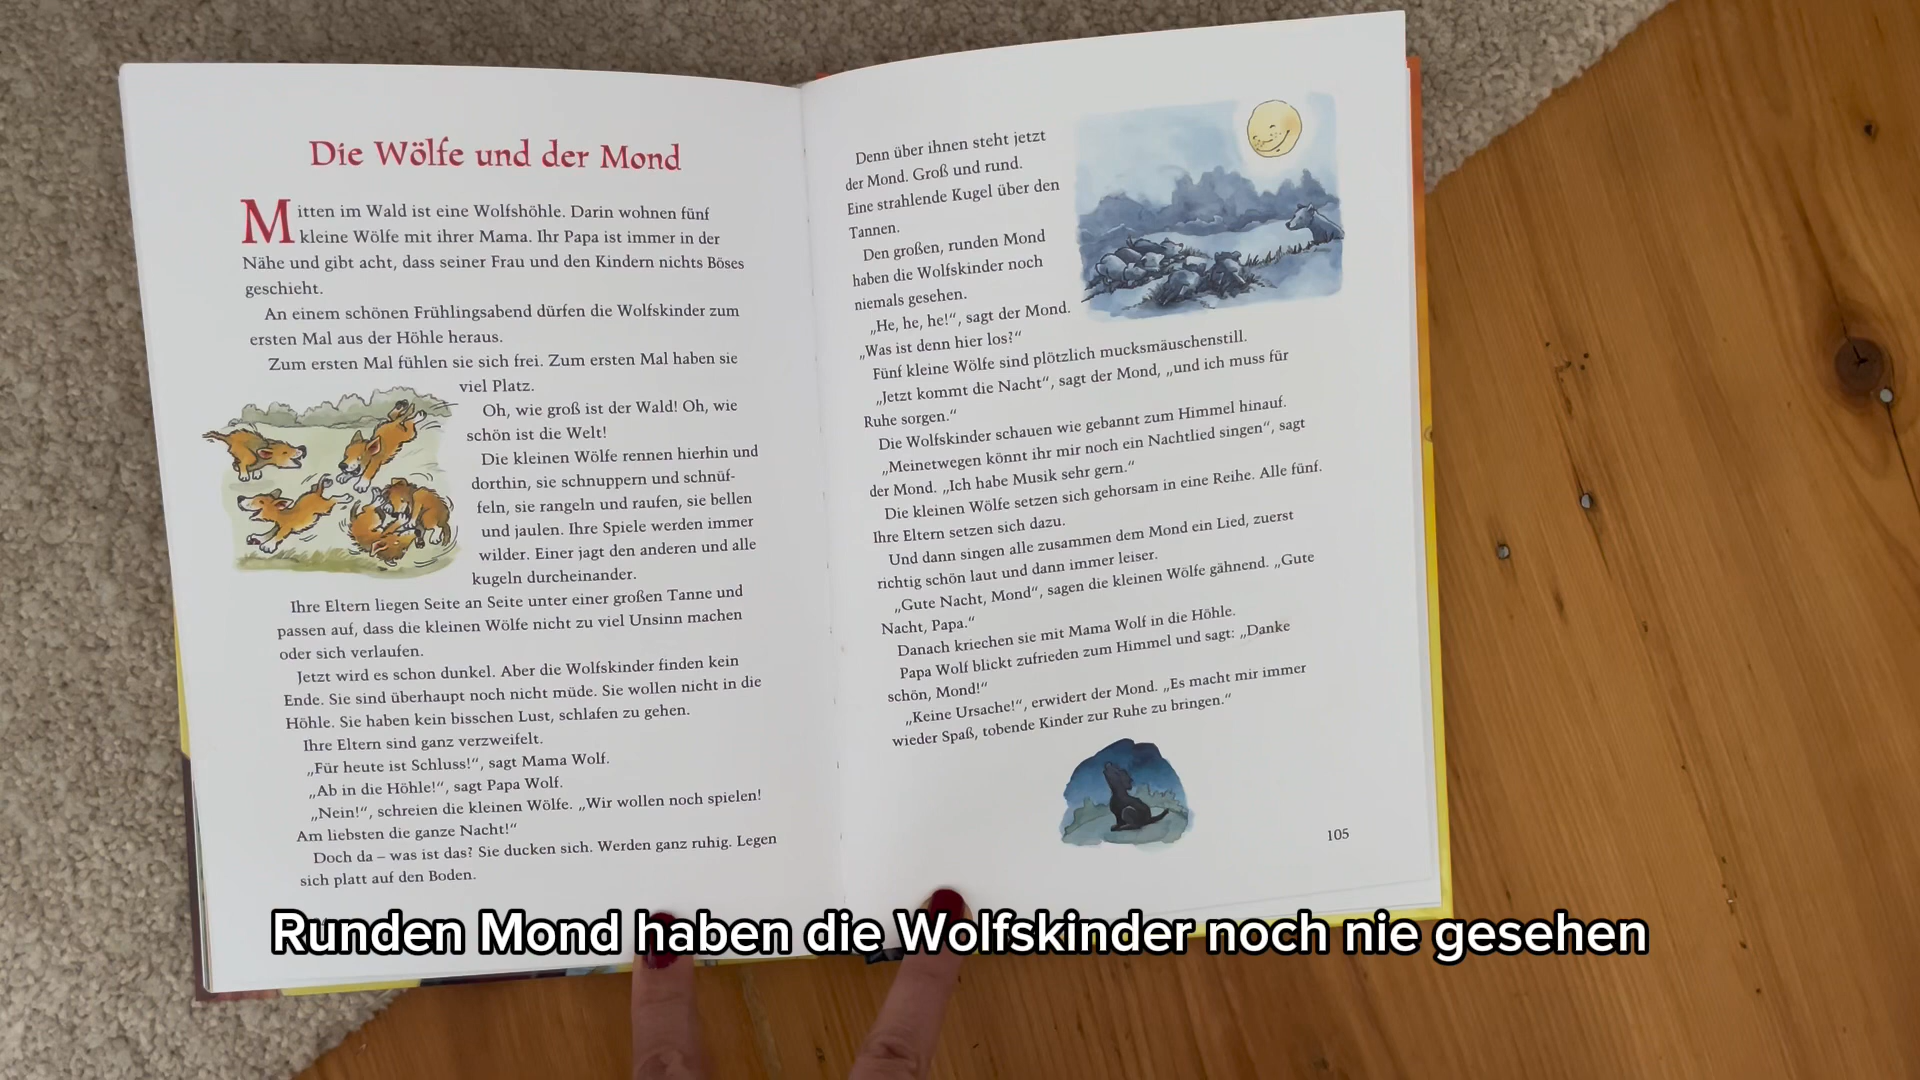 Die Wölfe und der Mond
Mitten im Wald ist eine Wolfshöhle. Darin wohnen fünf
kleine Wölfe mit ihrer Mama. Ihr Papa ist immer in der
Nähe und gibt acht, dass seiner Frau und den Kindern nichts Böses
geschieht.
An einem schönen Frühlingsabend dürfen die Wolfskinder zum
ersten Mal aus der Höhle heraus.
Zum ersten Mal fühlen sie sich frei. Zum ersten Mal haben sie
viel Platz.
Oh, wie groß ist der Wald! Oh, wie
schön ist die Welt!
Die kleinen Wölfe rennen hierhin und
dorthin, sie schnuppern und schnüf-
feln, sie rangeln und raufen, sie bellen
und jaulen. Ihre Spiele werden immer
wilder. Einer jagt den anderen und alle
kugeln durcheinander.
Ihre Eltern liegen Seite an Seite unter einer großen Tanne und
passen auf, dass die kleinen Wölfe nicht zu viel Unsinn machen
oder sich verlaufen.
Jetzt wird es schon dunkel. Aber die Wolfskinder finden kein
Ende. Sie sind überhaupt noch nicht müde. Sie wollen nicht in die
Höhle. Sie haben kein bisschen Lust, schlafen zu gehen.
Ihre Eltern sind ganz verzweifelt.
„Für heute ist Schluss!“, sagt Mama Wolf.
„Ab in die Höhle!“, sagt Papa Wolf.
„Nein!“, schreien die kleinen Wölfe. „Wir wollen noch spielen!
Am liebsten die ganze Nacht!“
Doch da – was ist das? Sie ducken sich. Werden ganz ruhig. Legen
sich platt auf den Boden.
Denn über ihnen steht jetzt
der Mond. Groß und rund.
Eine strahlende Kugel über den
Tannen.
Den großen, runden Mond
haben die Wolfskinder noch
niemals gesehen.
„He, he, he!“, sagt der Mond.
„Was ist denn hier los?“
Fünf kleine Wölfe sind plötzlich mucksmäuschenstill.
„Jetzt kommt die Nacht“, sagt der Mond, „und ich muss für
Ruhe sorgen.“
Die Wolfskinder schauen wie gebannt zum Himmel hinauf.
„Meinetwegen könnt ihr mir noch ein Nachtlied singen“, sagt
der Mond. „Ich habe Musik sehr gern.“
Die kleinen Wölfe setzen sich gehorsam in eine Reihe. Alle fünf.
Ihre Eltern setzen sich dazu.
Und dann singen alle zusammen dem Mond ein Lied, zuerst
richtig schön laut und dann immer leiser.
„Gute Nacht, Mond“, sagen die kleinen Wölfe gähnend. „Gute
Nacht, Papa.“
Danach kriechen sie mit Mama Wolf in die Höhle.
Papa Wolf blickt zufrieden zum Himmel und sagt: „Danke
schön, Mond!“
„Keine Ursache!“, erwidert der Mond. „Es macht mir immer
wieder Spaß, tobende Kinder zur Ruhe zu bringen.“
105
Runden Mond haben die Wolfskinder noch nie gesehen